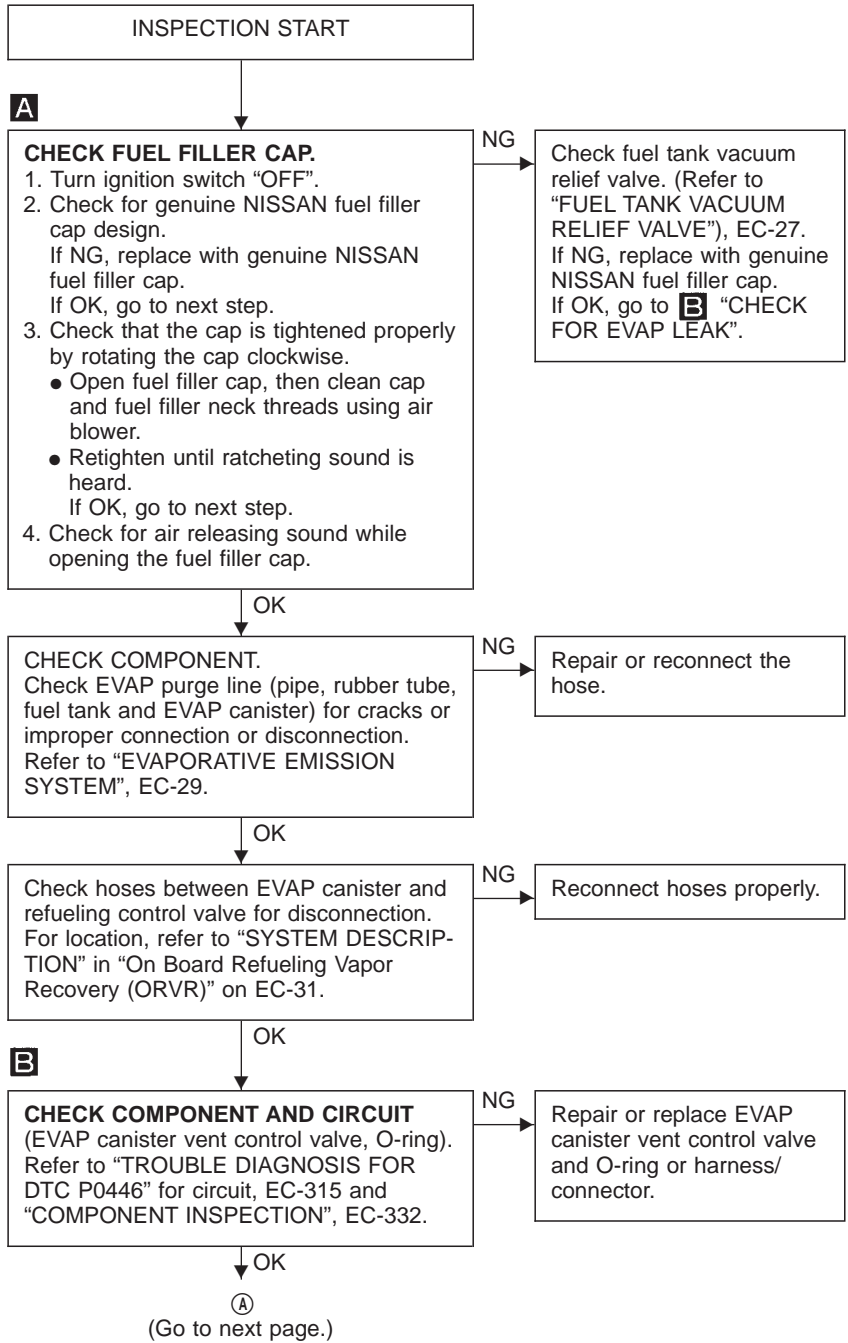 INSPECTION START
A
CHECK FUEL FILLER CAP.
1. Turn ignition switch “OFF”.
2. Check for genuine NISSAN fuel filler
cap design.
If NG, replace with genuine NISSAN
fuel filler cap.
If OK, go to next step.
3. Check that the cap is tightened properly
by rotating the cap clockwise.
● Open fuel filler cap, then clean cap
and fuel filler neck threads using air
blower.
● Retighten until ratcheting sound is
heard.
If OK, go to next step.
4. Check for air releasing sound while
opening the fuel filler cap.
NG
Check fuel tank vacuum
relief valve. (Refer to
“FUEL TANK VACUUM
RELIEF VALVE”), EC-27.
If NG, replace with genuine
NISSAN fuel filler cap.
If OK, go to B “CHECK
FOR EVAP LEAK”.
OK
CHECK COMPONENT.
Check EVAP purge line (pipe, rubber tube,
fuel tank and EVAP canister) for cracks or
improper connection or disconnection.
Refer to “EVAPORATIVE EMISSION
SYSTEM”, EC-29.
NG
Repair or reconnect the
hose.
OK
Check hoses between EVAP canister and
refueling control valve for disconnection.
For location, refer to “SYSTEM DESCRIP-
TION” in “On Board Refueling Vapor
Recovery (ORVR)” on EC-31.
NG
Reconnect hoses properly.
OK
B
CHECK COMPONENT AND CIRCUIT
(EVAP canister vent control valve, O-ring).
Refer to “TROUBLE DIAGNOSIS FOR
DTC P0446” for circuit, EC-315 and
“COMPONENT INSPECTION”, EC-332.
NG
Repair or replace EVAP
canister vent control valve
and O-ring or harness/
connector.
OK
Ⓐ
(Go to next page.)